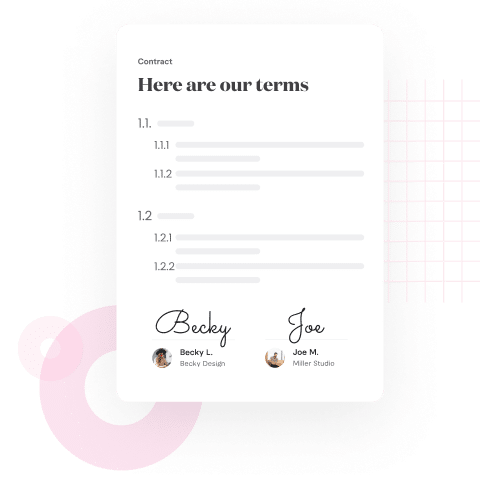 Contract
Here are our terms
1.1.
1.1.1
1.1.2
1.2
1.2.1
1.2.2
Becky Joe
Becky L. Joe M.
Becky Design Miller Studio